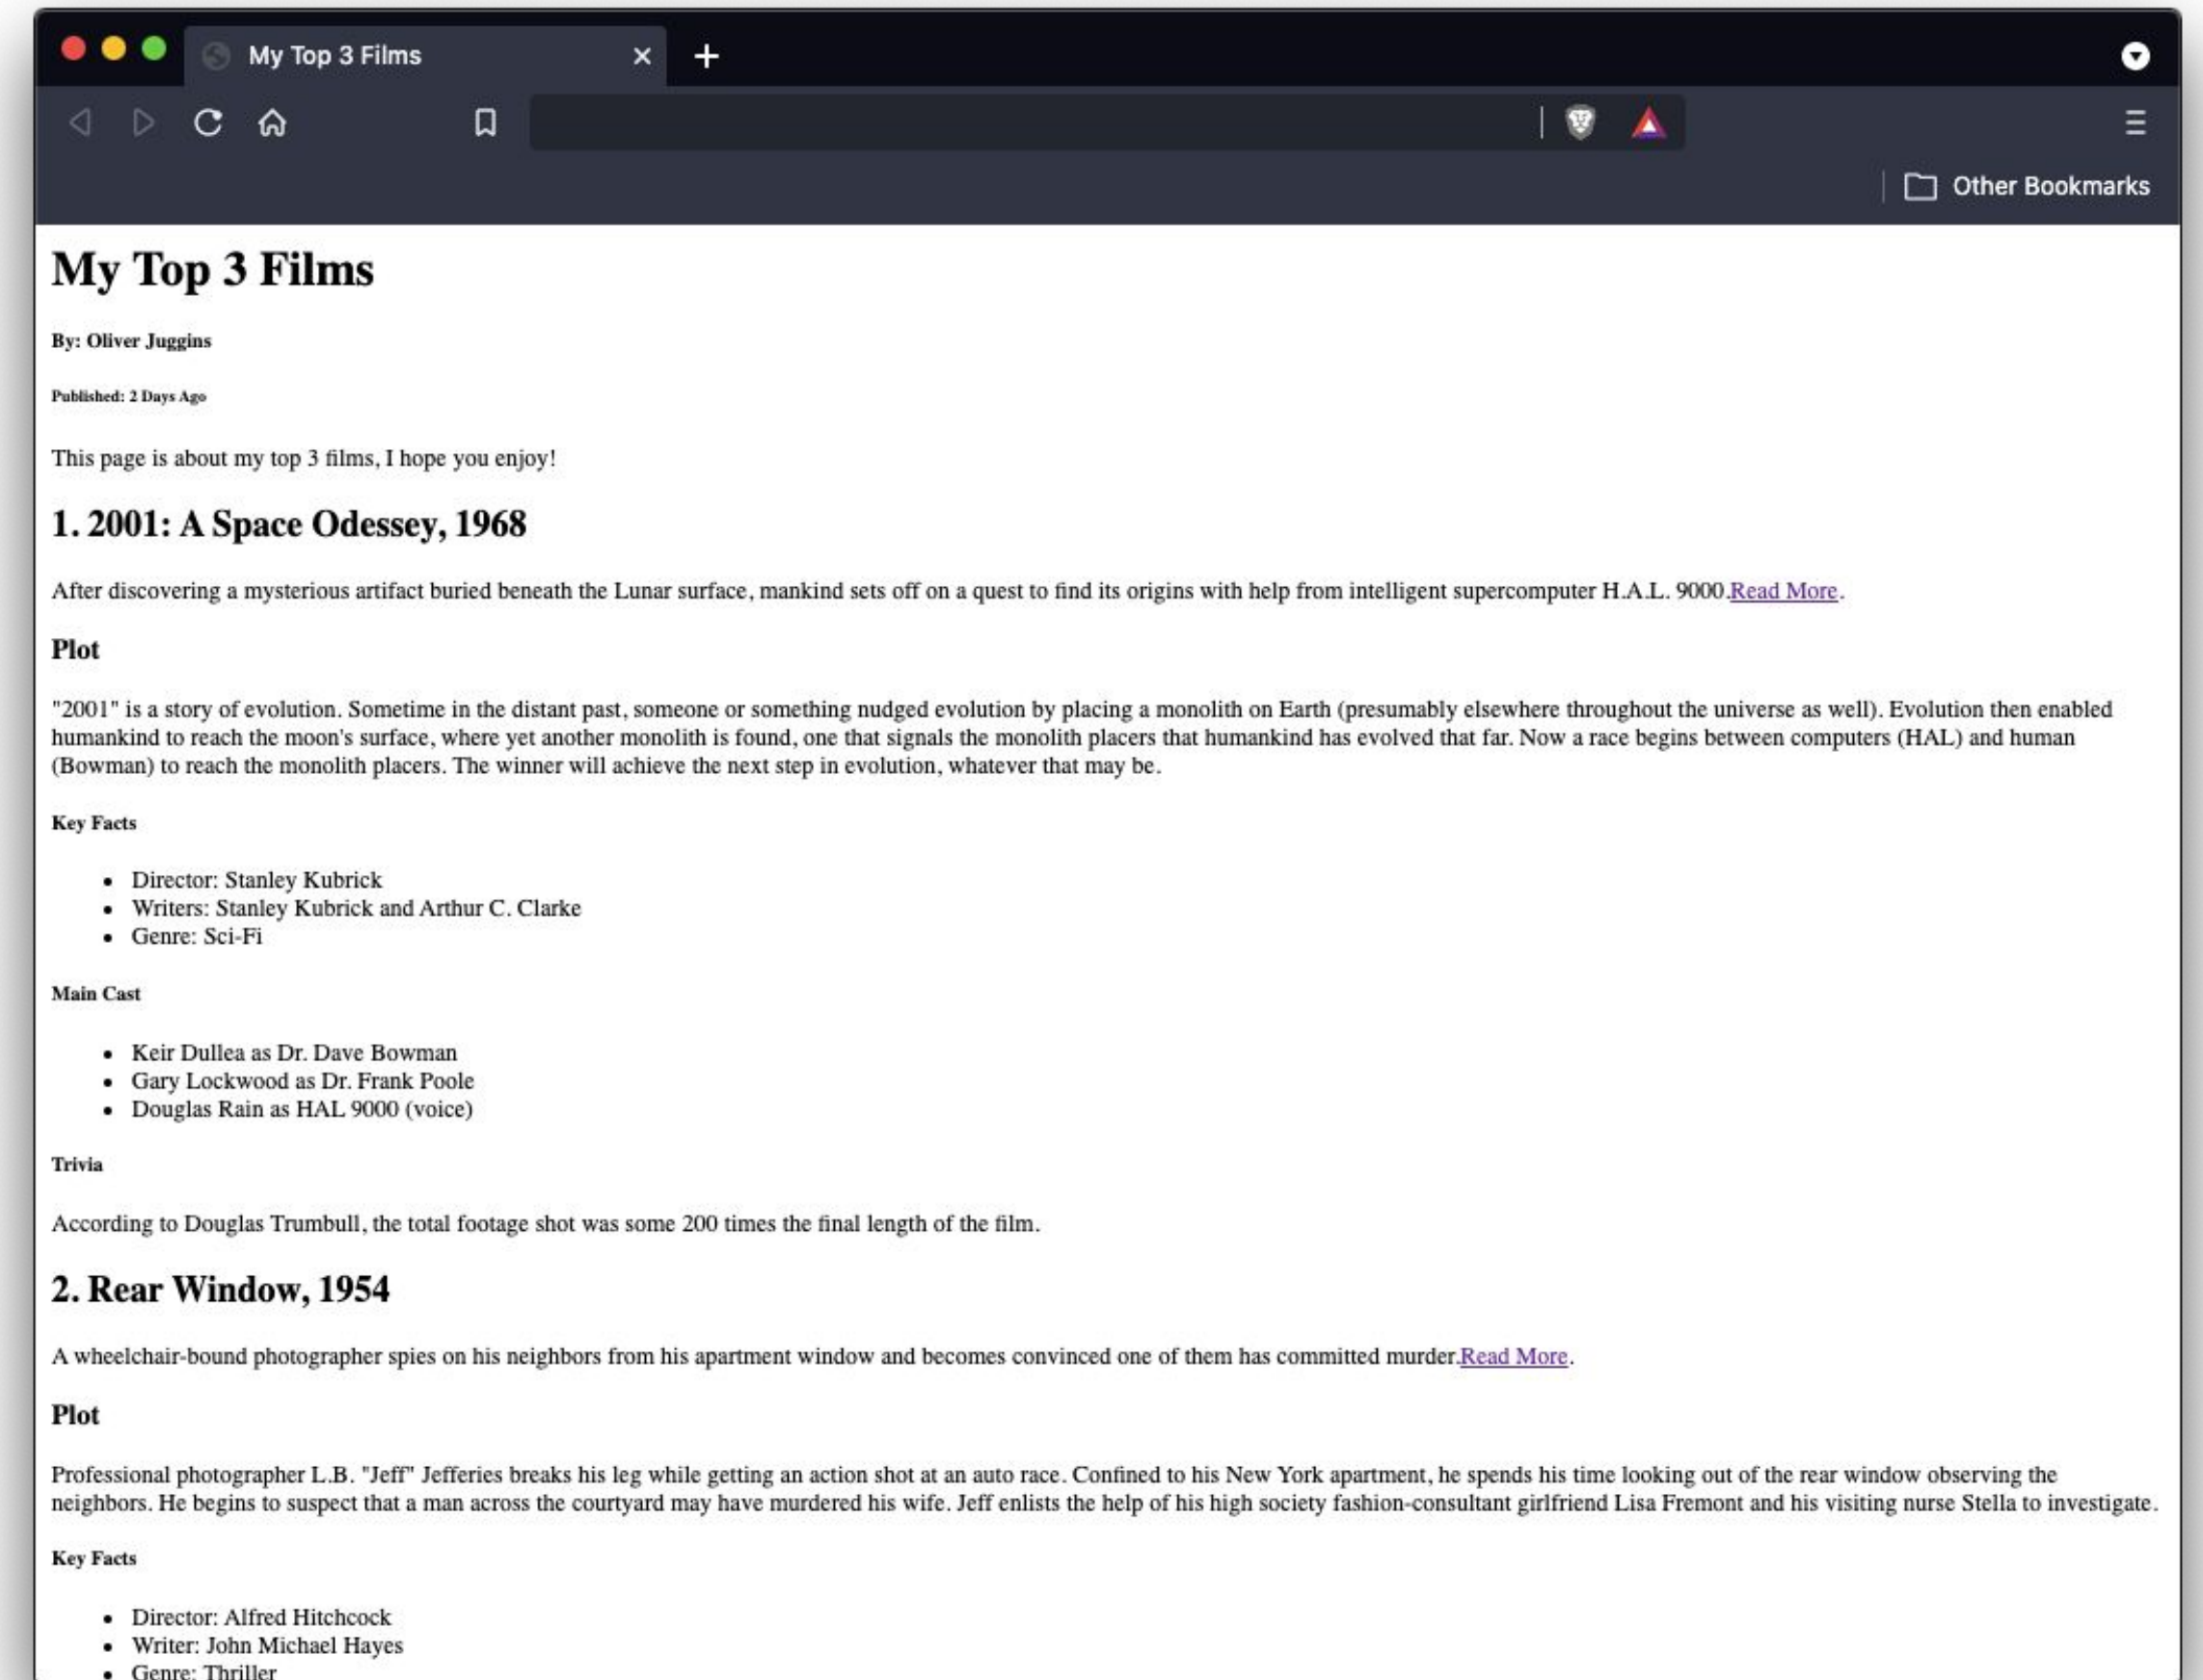 My Top 3 Films
Other Bookmarks
My Top 3 Films
By: Oliver Juggins
Published: 2 Days Ago
This page is about my top 3 films, I hope you enjoy!
1. 2001: A Space Odessey, 1968
After discovering a mysterious artifact buried beneath the Lunar surface, mankind sets off on a quest to find its origins with help from intelligent supercomputer H.A.L. 9000.Read More.
Plot
"2001" is a story of evolution. Sometime in the distant past, someone or something nudged evolution by placing a monolith on Earth (presumably elsewhere throughout the universe as well). Evolution then enabled
humankind to reach the moon's surface, where yet another monolith is found, one that signals the monolith placers that humankind has evolved that far. Now a race begins between computers (HAL) and human
(Bowman) to reach the monolith placers. The winner will achieve the next step in evolution, whatever that may be.
Key Facts
• Director: Stanley Kubrick
• Writers: Stanley Kubrick and Arthur C. Clarke
• Genre: Sci-Fi
Main Cast
• Keir Dullea as Dr. Dave Bowman
• Gary Lockwood as Dr. Frank Poole
• Douglas Rain as HAL 9000 (voice)
Trivia
According to Douglas Trumbull, the total footage shot was some 200 times the final length of the film.
2. Rear Window, 1954
A wheelchair-bound photographer spies on his neighbors from his apartment window and becomes convinced one of them has committed murder.Read More.
Plot
Professional photographer L.B. "Jeff" Jefferies breaks his leg while getting an action shot at an auto race. Confined to his New York apartment, he spends his time looking out of the rear window observing the
neighbors. He begins to suspect that a man across the courtyard may have murdered his wife. Jeff enlists the help of his high society fashion-consultant girlfriend Lisa Fremont and his visiting nurse Stella to investigate.
Key Facts
• Director: Alfred Hitchcock
• Writer: John Michael Hayes
• Genre: Thriller